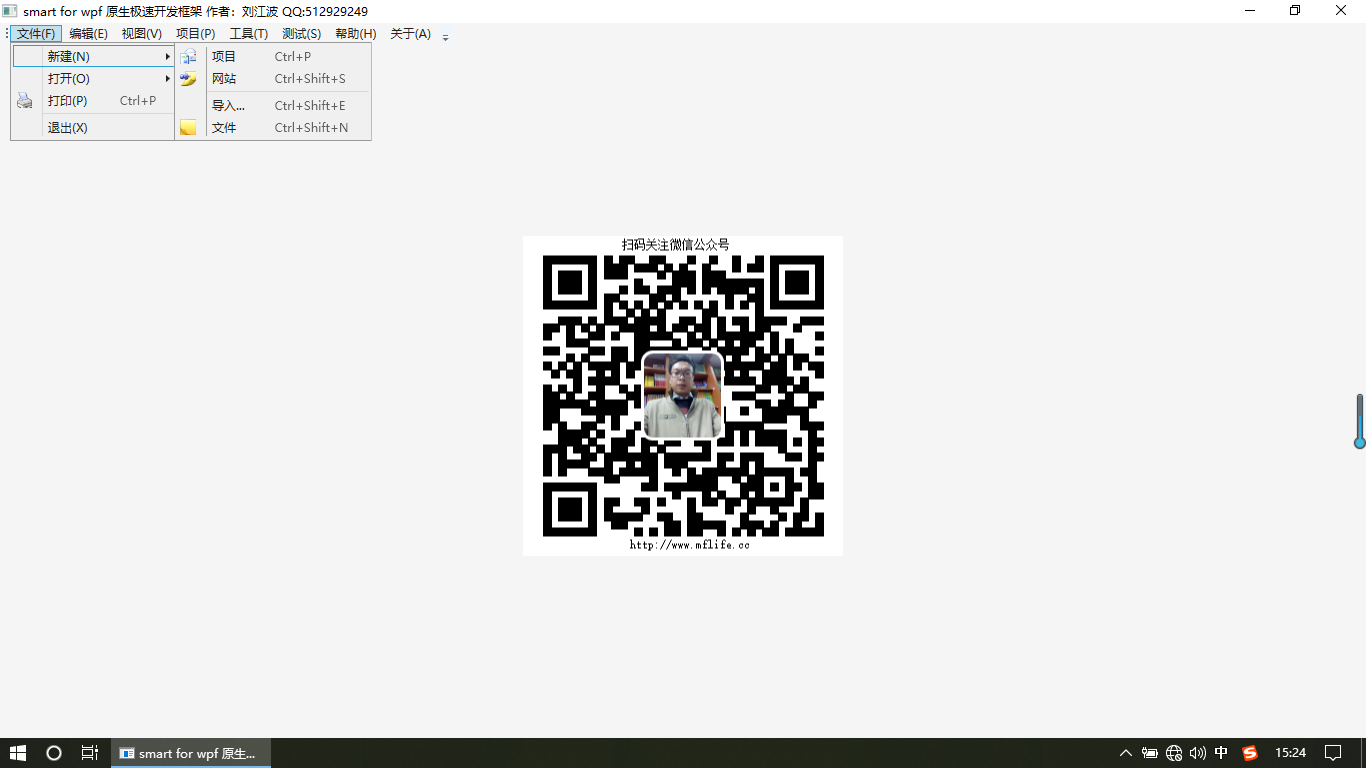 smart for wpf 原生极速开发框架 作者：刘江波 QQ:512929249
文件(F) 编辑(E) 视图(V) 项目(P) 工具(T) 测试(S) 帮助(H) 关于(A)
新建(N) 项目 Ctrl+P
打开(O) 网站 Ctrl+Shift+S
打印(P) Ctrl+P 导入... Ctrl+Shift+E
退出(X) 文件 Ctrl+Shift+N
扫码关注微信公众号
http://www.mflife.cc
smart for wpf 原生... 中 15:24